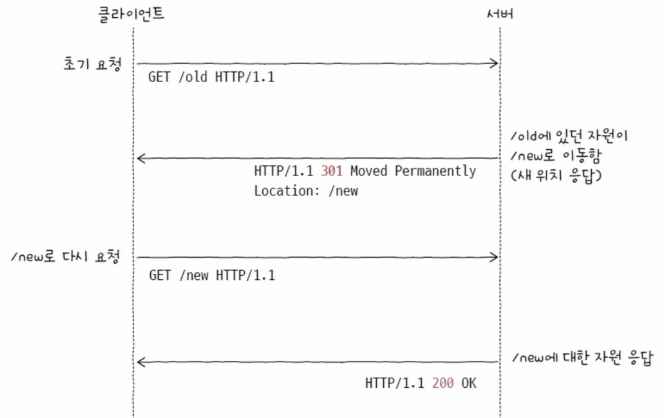 클라이언트
서버
초기 요청
GET /old HTTP/1.1
/old에 있던 자원이
/new로 이동함
(새 위치 응답)
HTTP/1.1 301 Moved Permanently
Location: /new
/new로 다시 요청
GET /new HTTP/1.1
/new에 대한 자원 응답
HTTP/1.1 200 OK